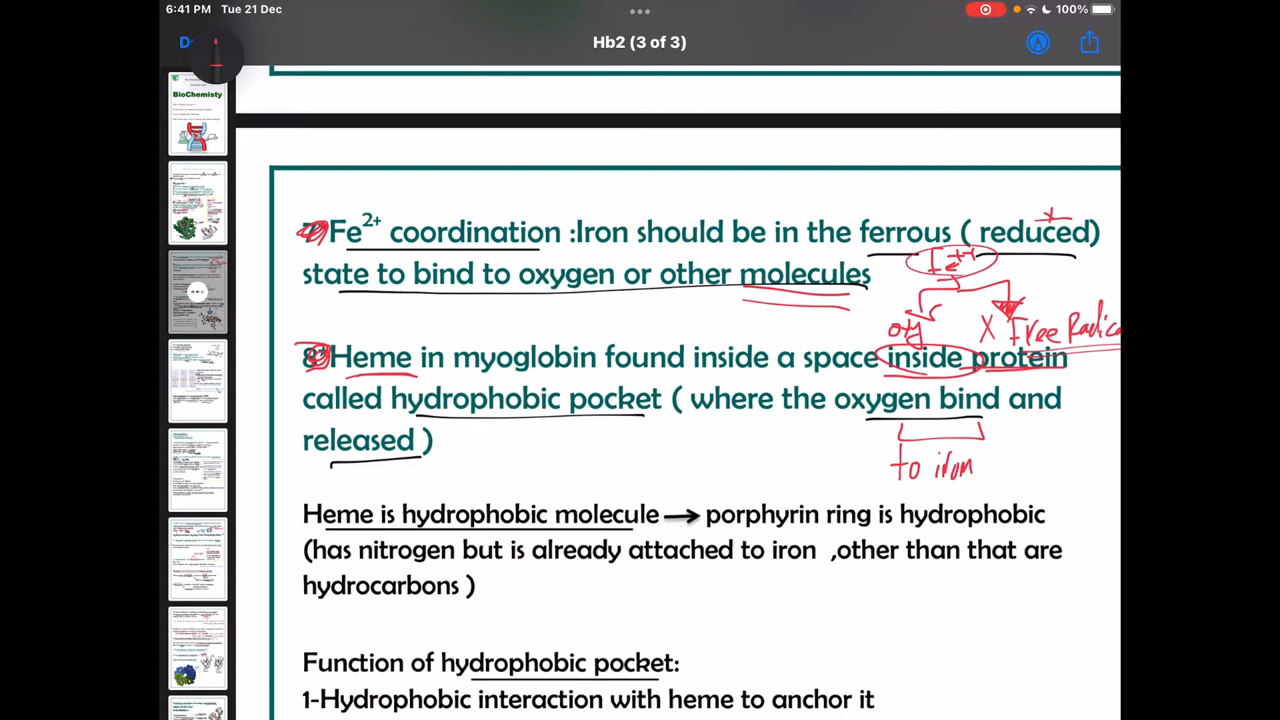 6:41 PM Tue 21 Dec
100%
Hb2 (3 of 3)
BioChemisty
7- Fe2+ coordination :Iron should be in the ferrous ( reduced)
state to bind to oxygen or other molecules
oxy
X Free Radica
8- Heme in myoglobin found inside a space inside protein
called hydrophobic pocket ( where the oxygen bind and
released )
to iron
Heme is hydrophobic molecule → porphyrin ring is hydrophobic
(has nitrogen but is already attached to iron ,other than that are
hydrocarbons )
Function of hydrophobic pocket:
1-Hydrophobic interaction with heme to anchor it